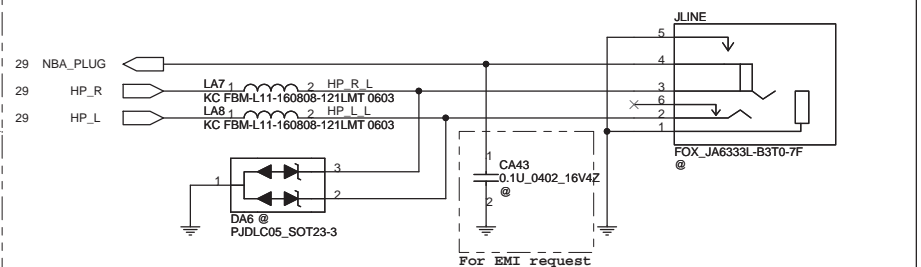 JLINE
5
29 NBA_PLUG
4
29 HP_R
LA7 1 2 HP_R_L
3
KC FBM-L11-160808-121LMT 0603
6
29 HP_L
LA8 1 2 HP_L_L
2
KC FBM-L11-160808-121LMT 0603
1
FOX_JA6333L-B3T0-7F
@
1
CA43
0.1U_0402_16V4Z
@
2
1
3
2
DA6 @
PJDLC05_SOT23-3
For EMI request